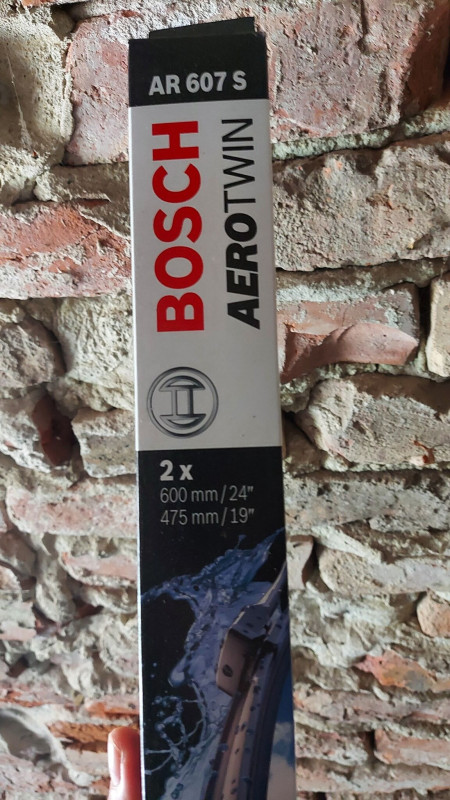 AR 607 S
BOSCH
AEROTWIN
2 x
600 mm/24"
475 mm/19"